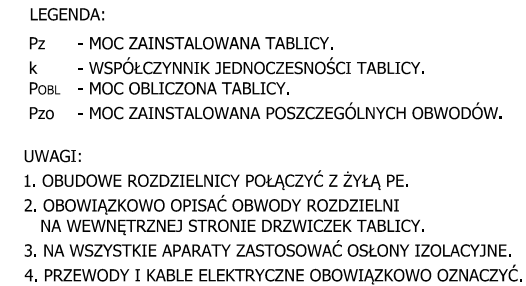 LEGENDA:
Pz - MOC ZAINSTALOWANA TABLICY.
k - WSPÓŁCZYNNIK JEDNOCZESNOŚCI TABLICY.
POBL - MOC OBLICZONA TABLICY.
Pzo - MOC ZAINSTALOWANA POSZCZEGÓLNYCH OBWODÓW.
UWAGI:
1. OBUDOWE ROZDZIELNICY POŁĄCZYĆ Z ŻYŁĄ PE.
2. OBOWIĄZKOWO OPISAĆ OBWODY ROZDZIELNI
NA WEWNĘTRZNEJ STRONIE DRZWICZEK TABLICY.
3. NA WSZYSTKIE APARATY ZASTOSOWAĆ OSŁONY IZOLACYJNE.
4. PRZEWODY I KABLE ELEKTRYCZNE OBOWIĄZKOWO OZNACZYĆ.